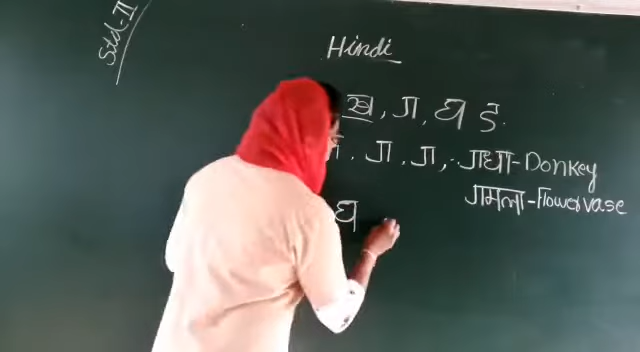 Std-II
Hindi
ख, ग, घ ङ.
ग, ग, गधा-Donkey
गमला-Flowervase
घ